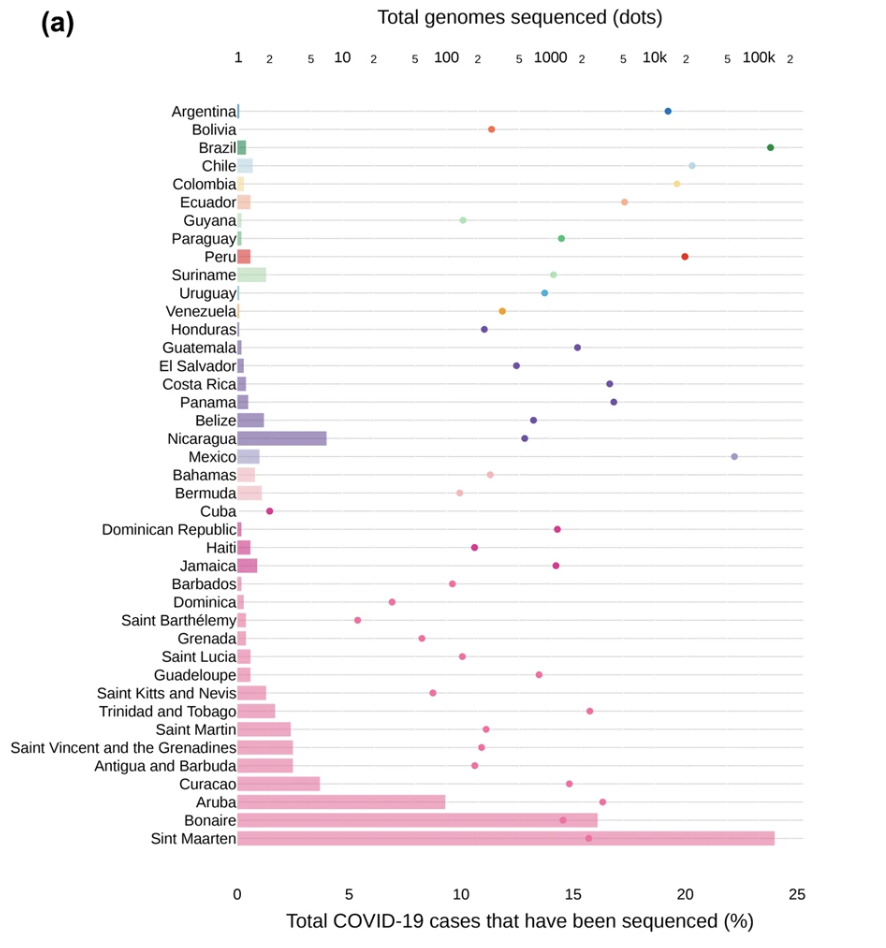 (a)
Total genomes sequenced (dots)
1 2 5 10 2 5 100 2 5 1000 2 5 10k 2 5 100k 2
Argentina
Bolivia
Brazil
Chile
Colombia
Ecuador
Guyana
Paraguay
Peru
Suriname
Uruguay
Venezuela
Honduras
Guatemala
El Salvador
Costa Rica
Panama
Belize
Nicaragua
Mexico
Bahamas
Bermuda
Cuba
Dominican Republic
Haiti
Jamaica
Barbados
Dominica
Saint Barthélemy
Grenada
Saint Lucia
Guadeloupe
Saint Kitts and Nevis
Trinidad and Tobago
Saint Martin
Saint Vincent and the Grenadines
Antigua and Barbuda
Curacao
Aruba
Bonaire
Sint Maarten
0 5 10 15 20 25
Total COVID-19 cases that have been sequenced (%)